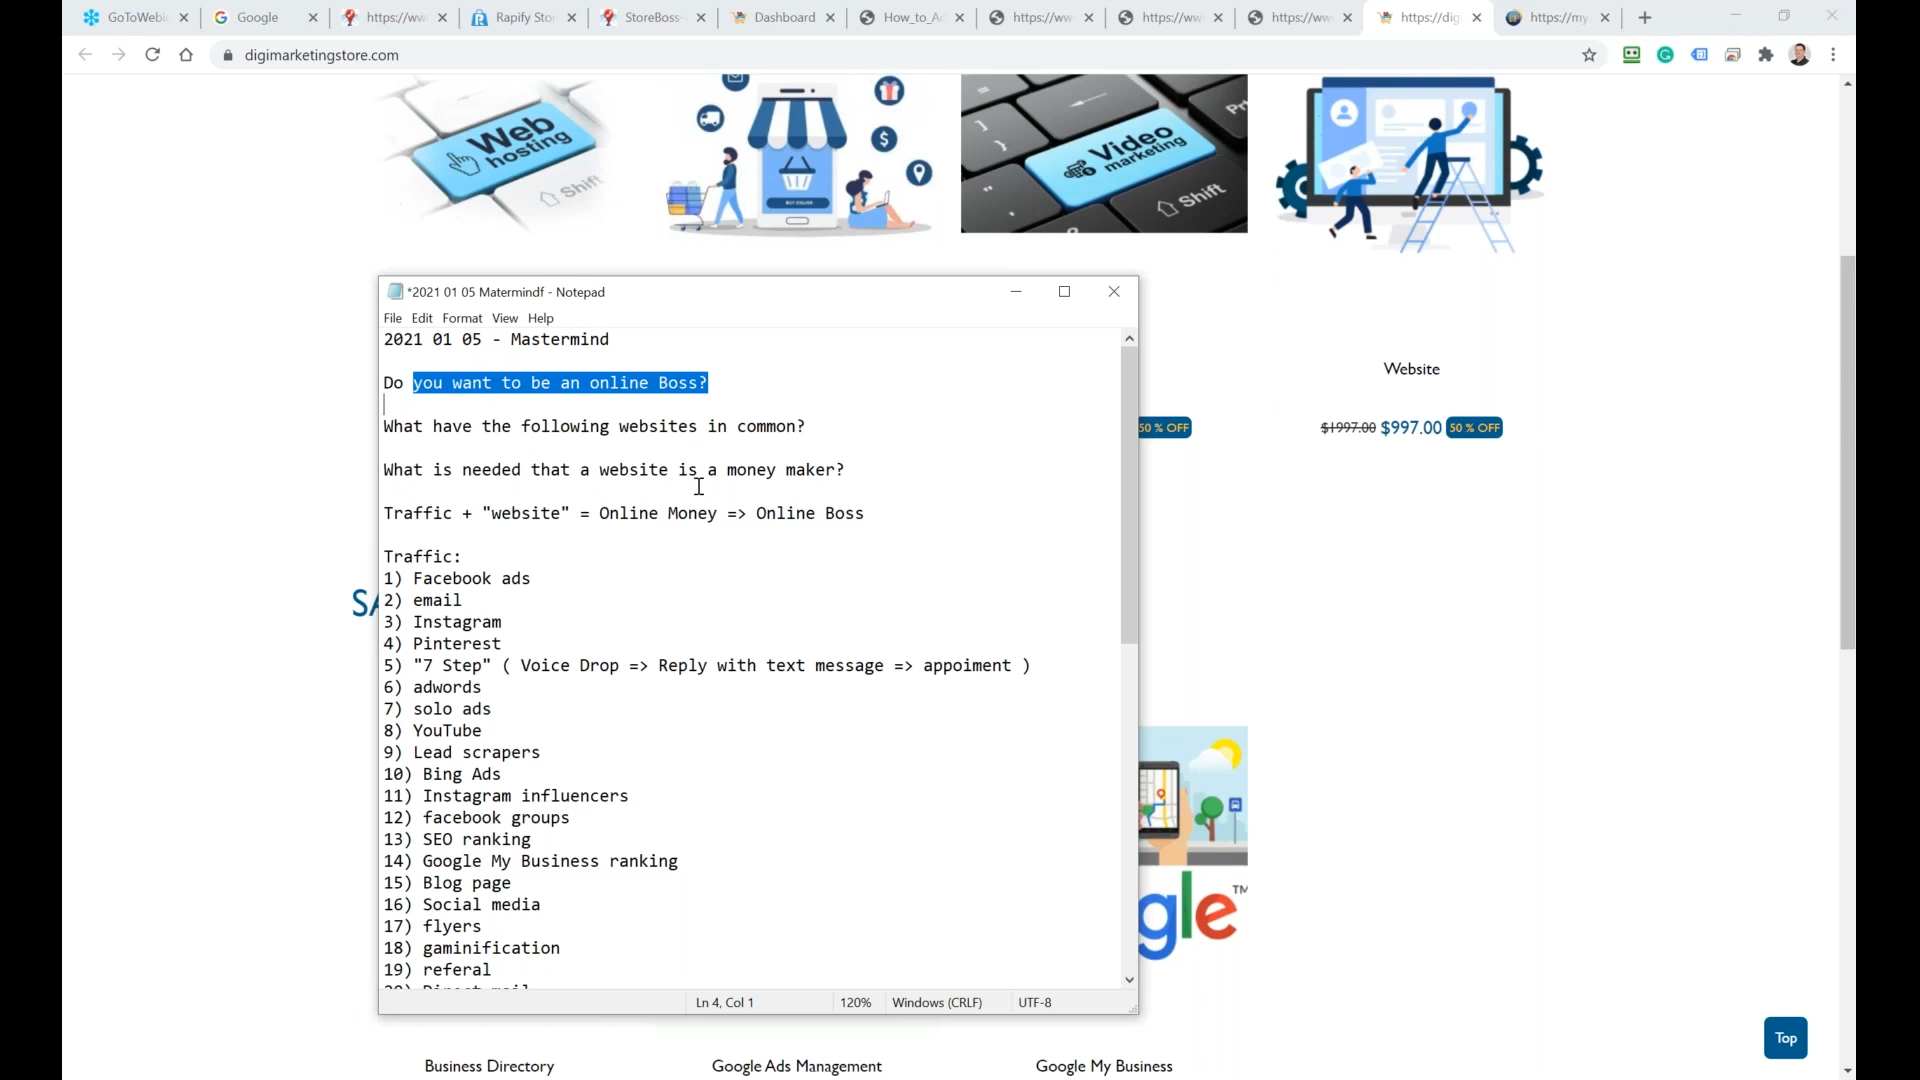 GoToWebi
Google
https://ww
Rapify Sto
StoreBoss
Dashboard
How_to_A
https://ww
https://ww
https://ww
https://dig
https://my
digimarketingstore.com
Web
hosting
Shift
BUY ONLINE
$
Video
marketing
Shift
*2021 01 05 Matermindf - Notepad
File Edit Format View Help
2021 01 05 - Mastermind
Do you want to be an online Boss?
What have the following websites in common?
What is needed that a website is a money maker?
Traffic + "website" = Online Money => Online Boss
Traffic:
1) Facebook ads
2) email
3) Instagram
4) Pinterest
5) "7 Step" ( Voice Drop => Reply with text message => appoiment )
6) adwords
7) solo ads
8) YouTube
9) Lead scrapers
10) Bing Ads
11) Instagram influencers
12) facebook groups
13) SEO ranking
14) Google My Business ranking
15) Blog page
16) Social media
17) flyers
18) gaminification
19) referal
Ln 4, Col 1
120%
Windows (CRLF)
UTF-8
Website
50 % OFF
$1997.00 $997.00 50 % OFF
SA
gle™
Top
Business Directory
Google Ads Management
Google My Business